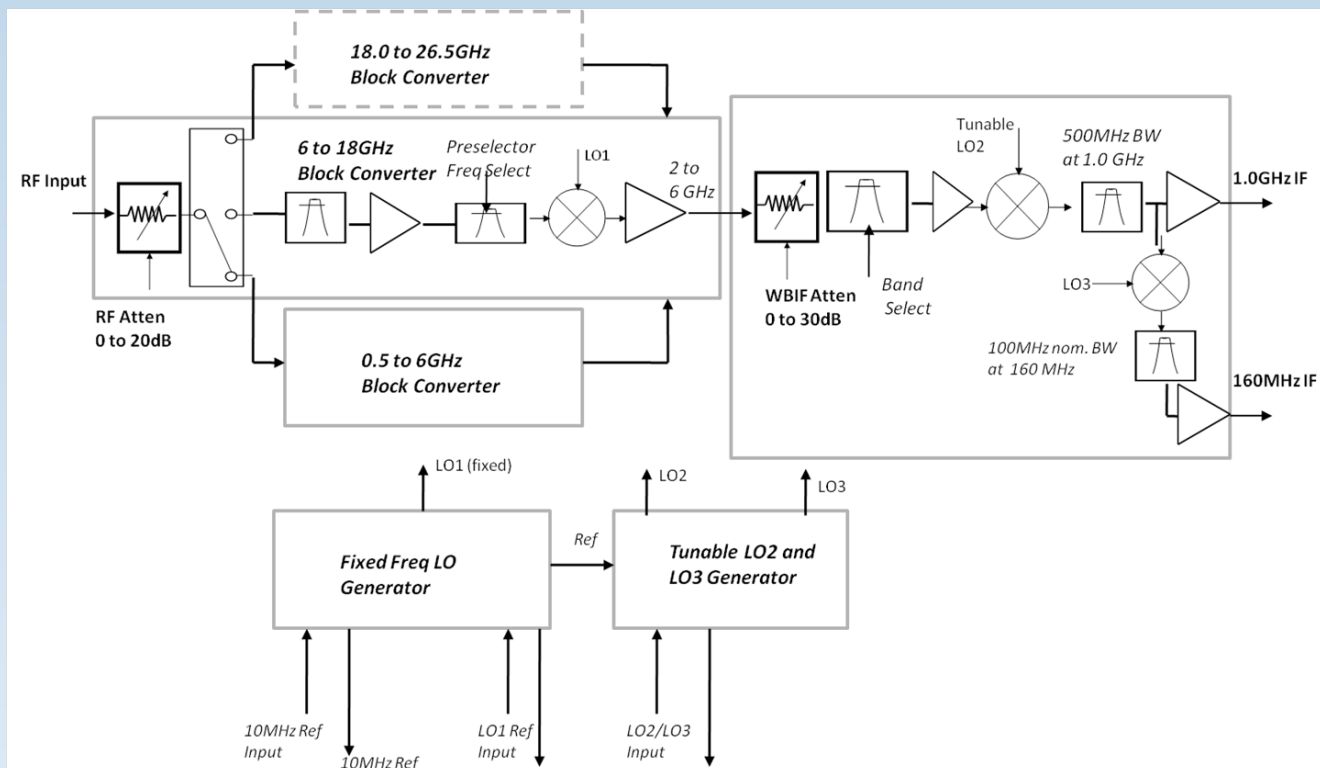 18.0 to 26.5GHz
Block Converter
RF Input
6 to 18GHz
Block Converter
Preselector
Freq Select
LO1
2 to
6 GHz
RF Atten
0 to 20dB
0.5 to 6GHz
Block Converter
Tunable
LO2
500MHz BW
at 1.0 GHz
1.0GHz IF
WBIF Atten
0 to 30dB
Band
Select
LO3
100MHz nom. BW
at 160 MHz
160MHz IF
LO1 (fixed)
LO2
LO3
Fixed Freq LO
Generator
Ref
Tunable LO2 and
LO3 Generator
10MHz Ref
Input
10MHz Ref
LO1 Ref
Input
LO2/LO3
Input